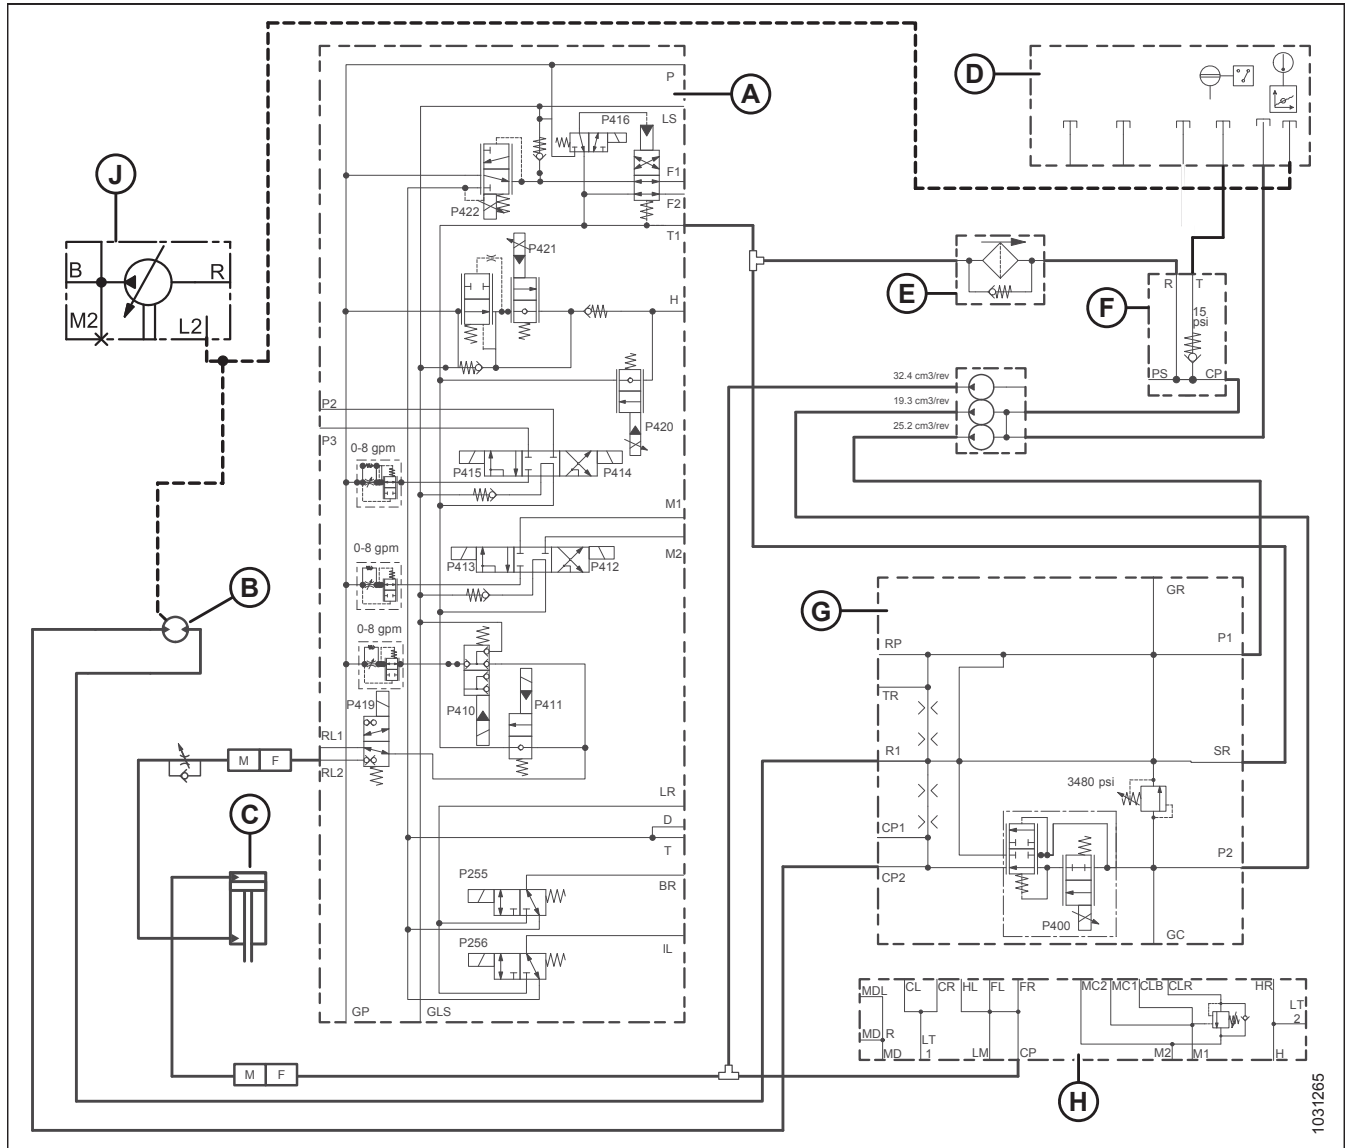 P
A
LS
P416
F1
F2
P422
T1
P421
H
P2
P420
P3
0-8 gpm
P415
P414
M1
0-8 gpm
M2
P413
P412
0-8 gpm
P419
P410
P411
RL1
RL2
LR
D
T
P255
BR
P256
IL
GP
GLS
J
B
R
M2
L2
B
M
F
C
M
F
D
E
F
R
T
15
psi
PS
CP
32.4 cm3/rev
19.3 cm3/rev
25.2 cm3/rev
G
GR
RP
P1
TR
R1
SR
3480 psi
CP1
P2
CP2
P400
GC
MDL
CL
CR
HL
FL
FR
MC2
MC1
CLB
CLR
HR
LT
2
MD
R
LT
1
MD
LM
CP
M2
M1
H
H
1031265